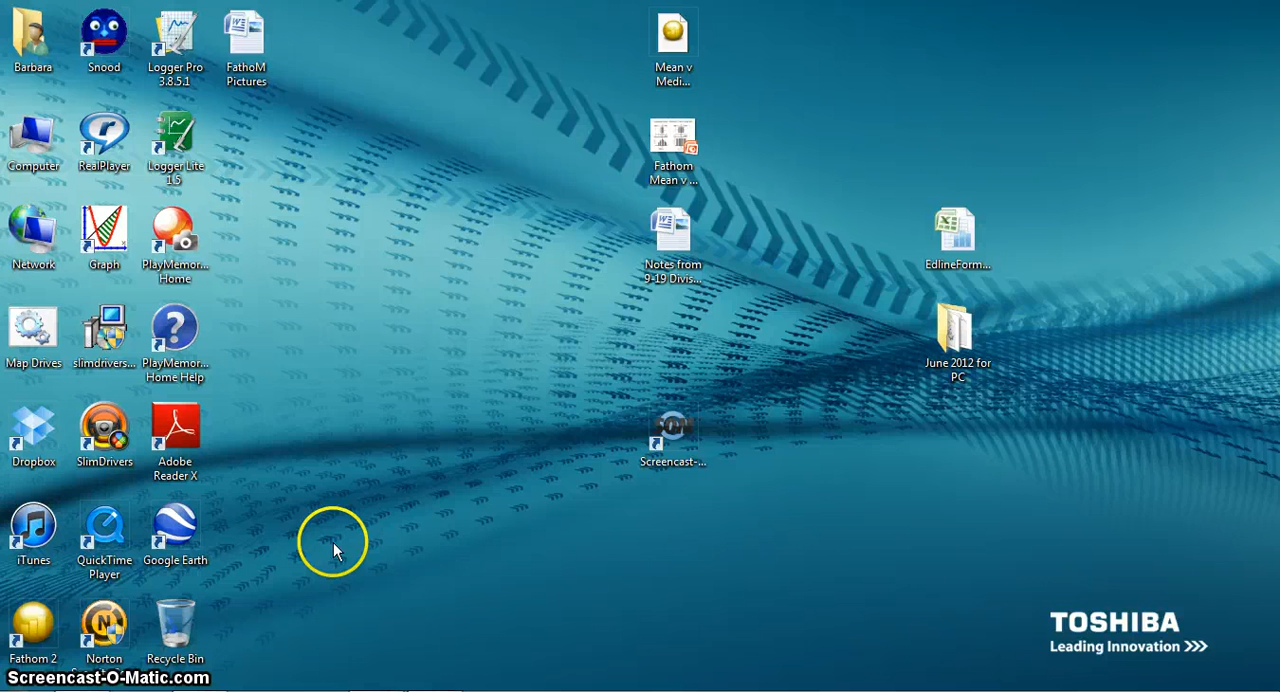 Barbara
Snood
Logger Pro
3.8.5.1
FathoM
Pictures
Mean v
Medi...
Computer
RealPlayer
Logger Lite
1.5
Fathom
Mean v ...
Network
Graph
PlayMemor...
Home
Notes from
9-19 Divis...
EdlineForm...
Map Drives
slimdrivers...
PlayMemor...
Home Help
June 2012 for
PC
Dropbox
SlimDrivers
Adobe
Reader X
Screencast-...
iTunes
QuickTime
Player
Google Earth
Fathom 2
Norton
Recycle Bin
TOSHIBA
Leading Innovation >>>
Screencast-O-Matic.com